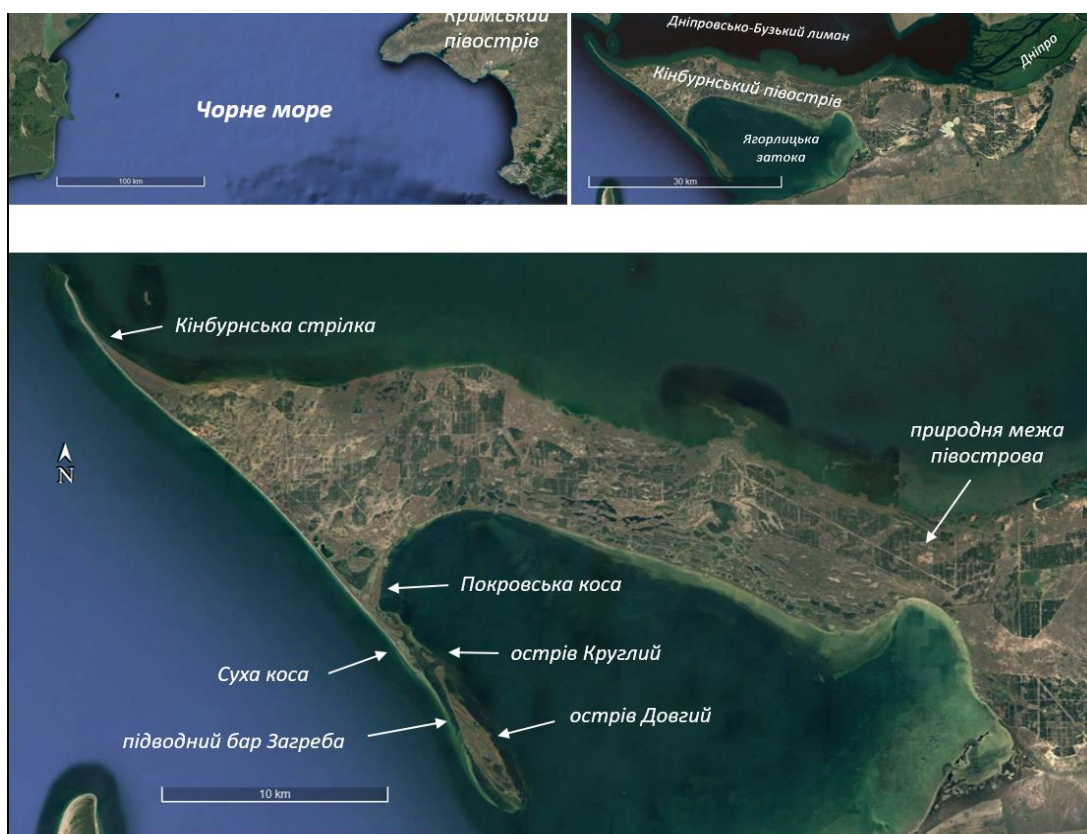 Кримський
півострів
Чорне море
100 km
Дніпровсько-Бузький лиман
Дніпро
Кінбурнський півострів
Ягорлицька
затока
30 km
Кінбурнська стрілка
N
природня межа
півострова
Покровська коса
острів Круглий
Суха коса
острів Довгий
підводний бар Загреба
10 km